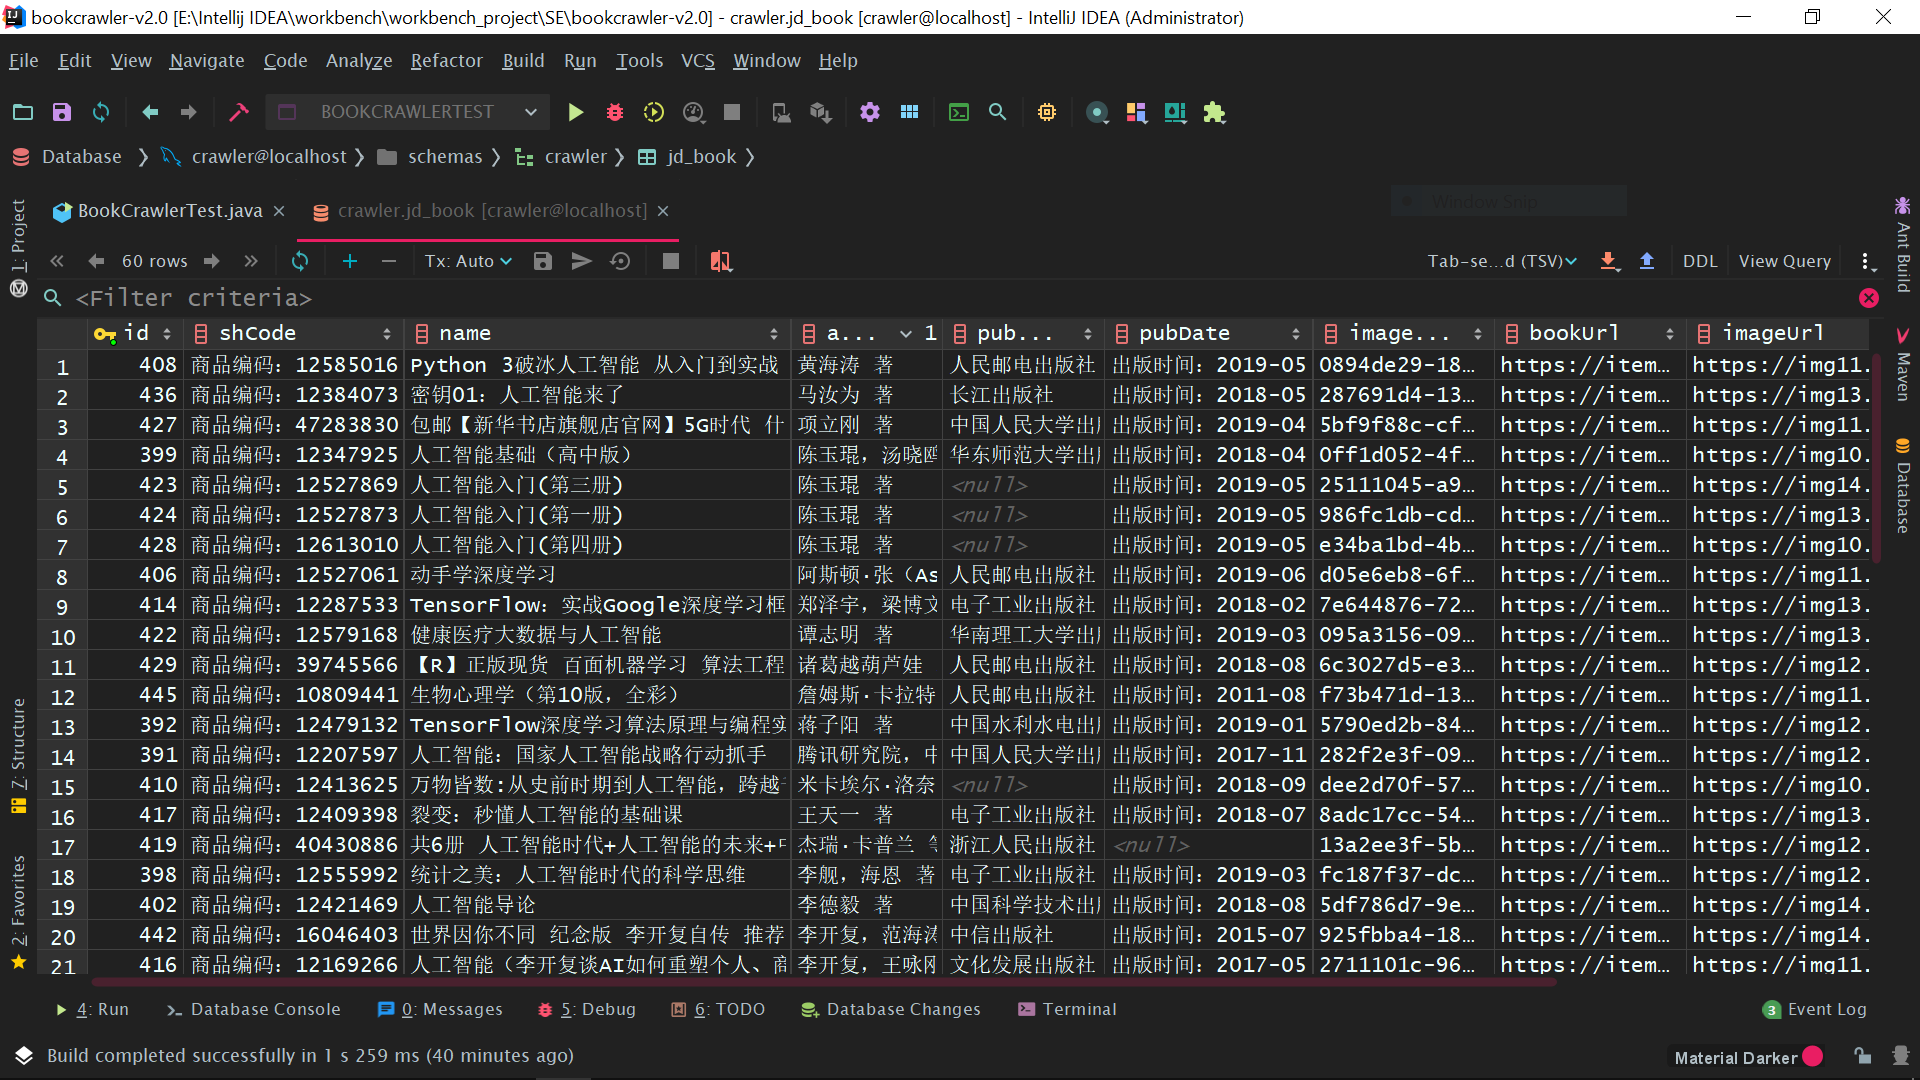 bookcrawler-v2.0 [E:\Intellij IDEA\workbench\workbench_project\SE\bookcrawler-v2.0] - crawler.jd_book [crawler@localhost] - IntelliJ IDEA (Administrator)
File Edit View Navigate Code Analyze Refactor Build Run Tools VCS Window Help
BOOKCRAWLERTEST
Database crawler@localhost schemas crawler jd_book
BookCrawlerTest.java crawler.jd_book [crawler@localhost]
Window Snip
60 rows Tx: Auto Tab-se...d (TSV) DDL View Query
<Filter criteria>
id shCode name a... 1 pub... pubDate image... bookUrl imageUrl
1 408 商品编码：12585016 Python 3破冰人工智能 从入门到实战 黄海涛 著 人民邮电出版社 出版时间：2019-05 0894de29-18... https://item... https://img11.
2 436 商品编码：12384073 密钥01：人工智能来了 马汝为 著 长江出版社 出版时间：2018-05 287691d4-13... https://item... https://img13.
3 427 商品编码：47283830 包邮【新华书店旗舰店官网】5G时代 什 项立刚 著 中国人民大学出 出版时间：2019-04 5bf9f88c-cf... https://item... https://img11.
4 399 商品编码：12347925 人工智能基础（高中版） 陈玉琨，汤晓鸥 华东师范大学出 出版时间：2018-04 0ff1d052-4f... https://item... https://img10.
5 423 商品编码：12527869 人工智能入门(第三册) 陈玉琨 著 <null> 出版时间：2019-05 25111045-a9... https://item... https://img14.
6 424 商品编码：12527873 人工智能入门(第一册) 陈玉琨 著 <null> 出版时间：2019-05 986fc1db-cd... https://item... https://img13.
7 428 商品编码：12613010 人工智能入门(第四册) 陈玉琨 著 <null> 出版时间：2019-05 e34ba1bd-4b... https://item... https://img10.
8 406 商品编码：12527061 动手学深度学习 阿斯顿·张（As 人民邮电出版社 出版时间：2019-06 d05e6eb8-6f... https://item... https://img11.
9 414 商品编码：12287533 TensorFlow：实战Google深度学习框 郑泽宇，梁博文 电子工业出版社 出版时间：2018-02 7e644876-72... https://item... https://img13.
10 422 商品编码：12579168 健康医疗大数据与人工智能 谭志明 著 华南理工大学出 出版时间：2019-03 095a3156-09... https://item... https://img13.
11 429 商品编码：39745566 【R】正版现货 百面机器学习 算法工程 诸葛越葫芦娃 人民邮电出版社 出版时间：2018-08 6c3027d5-e3... https://item... https://img12.
12 445 商品编码：10809441 生物心理学（第10版，全彩） 詹姆斯·卡拉特 人民邮电出版社 出版时间：2011-08 f73b471d-13... https://item... https://img11.
13 392 商品编码：12479132 TensorFlow深度学习算法原理与编程实 蒋子阳 著 中国水利水电出 出版时间：2019-01 5790ed2b-84... https://item... https://img12.
14 391 商品编码：12207597 人工智能：国家人工智能战略行动抓手 腾讯研究院，中 中国人民大学出 出版时间：2017-11 282f2e3f-09... https://item... https://img12.
15 410 商品编码：12413625 万物皆数:从史前时期到人工智能，跨越 米卡埃尔·洛奈 <null> 出版时间：2018-09 dee2d70f-57... https://item... https://img10.
16 417 商品编码：12409398 裂变：秒懂人工智能的基础课 王天一 著 电子工业出版社 出版时间：2018-07 8adc17cc-54... https://item... https://img13.
17 419 商品编码：40430886 共6册 人工智能时代+人工智能的未来+ 杰瑞·卡普兰 等 浙江人民出版社 <null> 13a2ee3f-5b... https://item... https://img12.
18 398 商品编码：12555992 统计之美：人工智能时代的科学思维 李舰，海恩 著 电子工业出版社 出版时间：2019-03 fc187f37-dc... https://item... https://img12.
19 402 商品编码：12421469 人工智能导论 李德毅 著 中国科学技术出 出版时间：2018-08 5df786d7-9e... https://item... https://img14.
20 442 商品编码：16046403 世界因你不同 纪念版 李开复自传 推荐 李开复，范海涛 中信出版社 出版时间：2015-07 925fbba4-18... https://item... https://img14.
21 416 商品编码：12169266 人工智能（李开复谈AI如何重塑个人、商 李开复，王咏刚 文化发展出版社 出版时间：2017-05 2711101c-96... https://item... https://img11.
1: Project
Z: Structure
2: Favorites
Ant Build
Maven
Database
4: Run Database Console 0: Messages 5: Debug 6: TODO Database Changes Terminal 3 Event Log
Build completed successfully in 1 s 259 ms (40 minutes ago) Material Darker